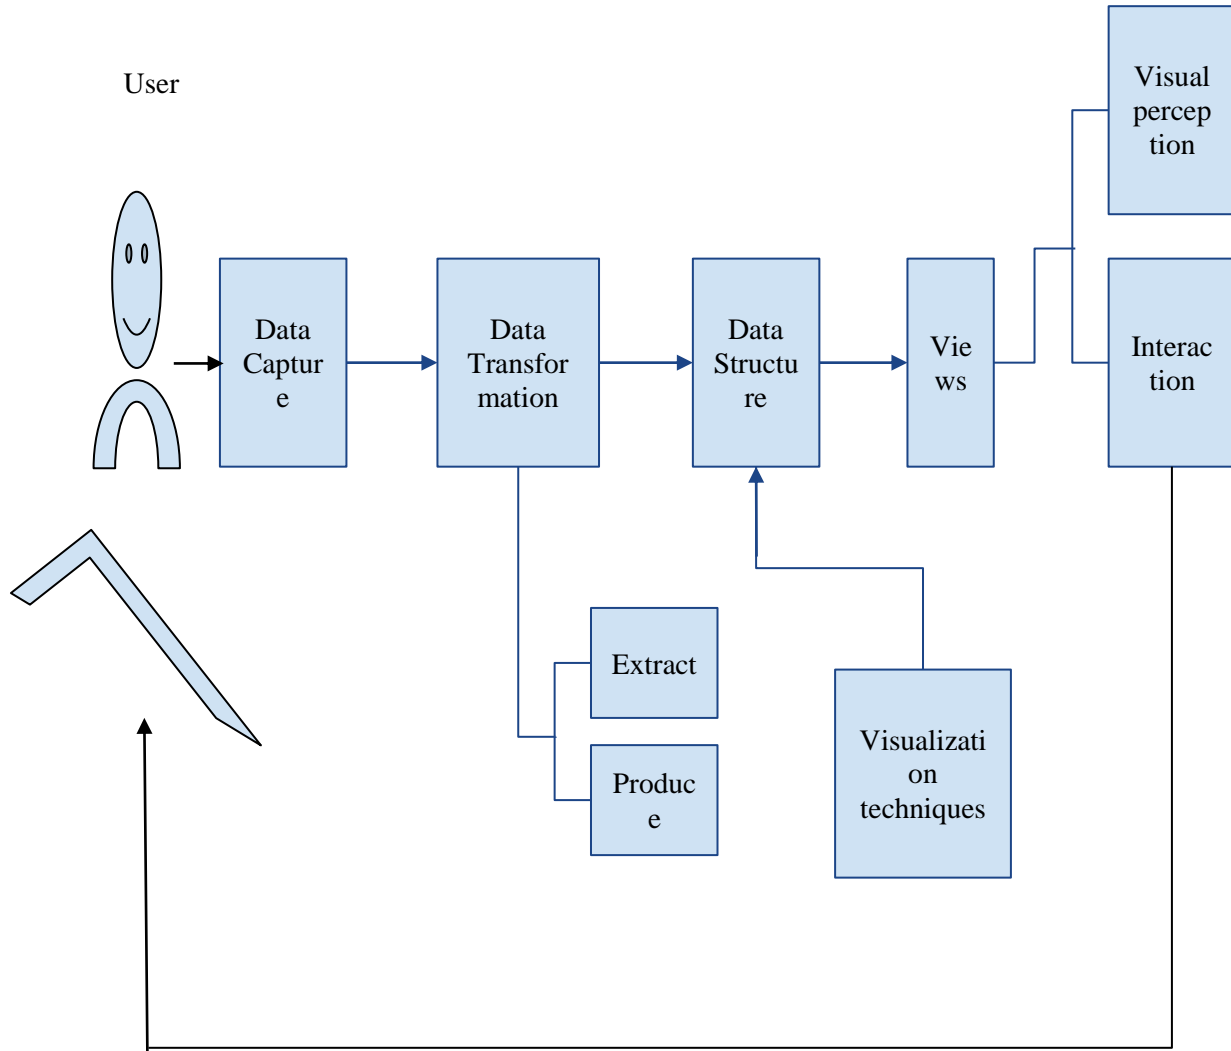 User
Visual
percep
tion
Data
Captur
e
Data
Transfor
mation
Data
Structu
re
Vie
ws
Interac
tion
Extract
Produc
e
Visualizati
on
techniques